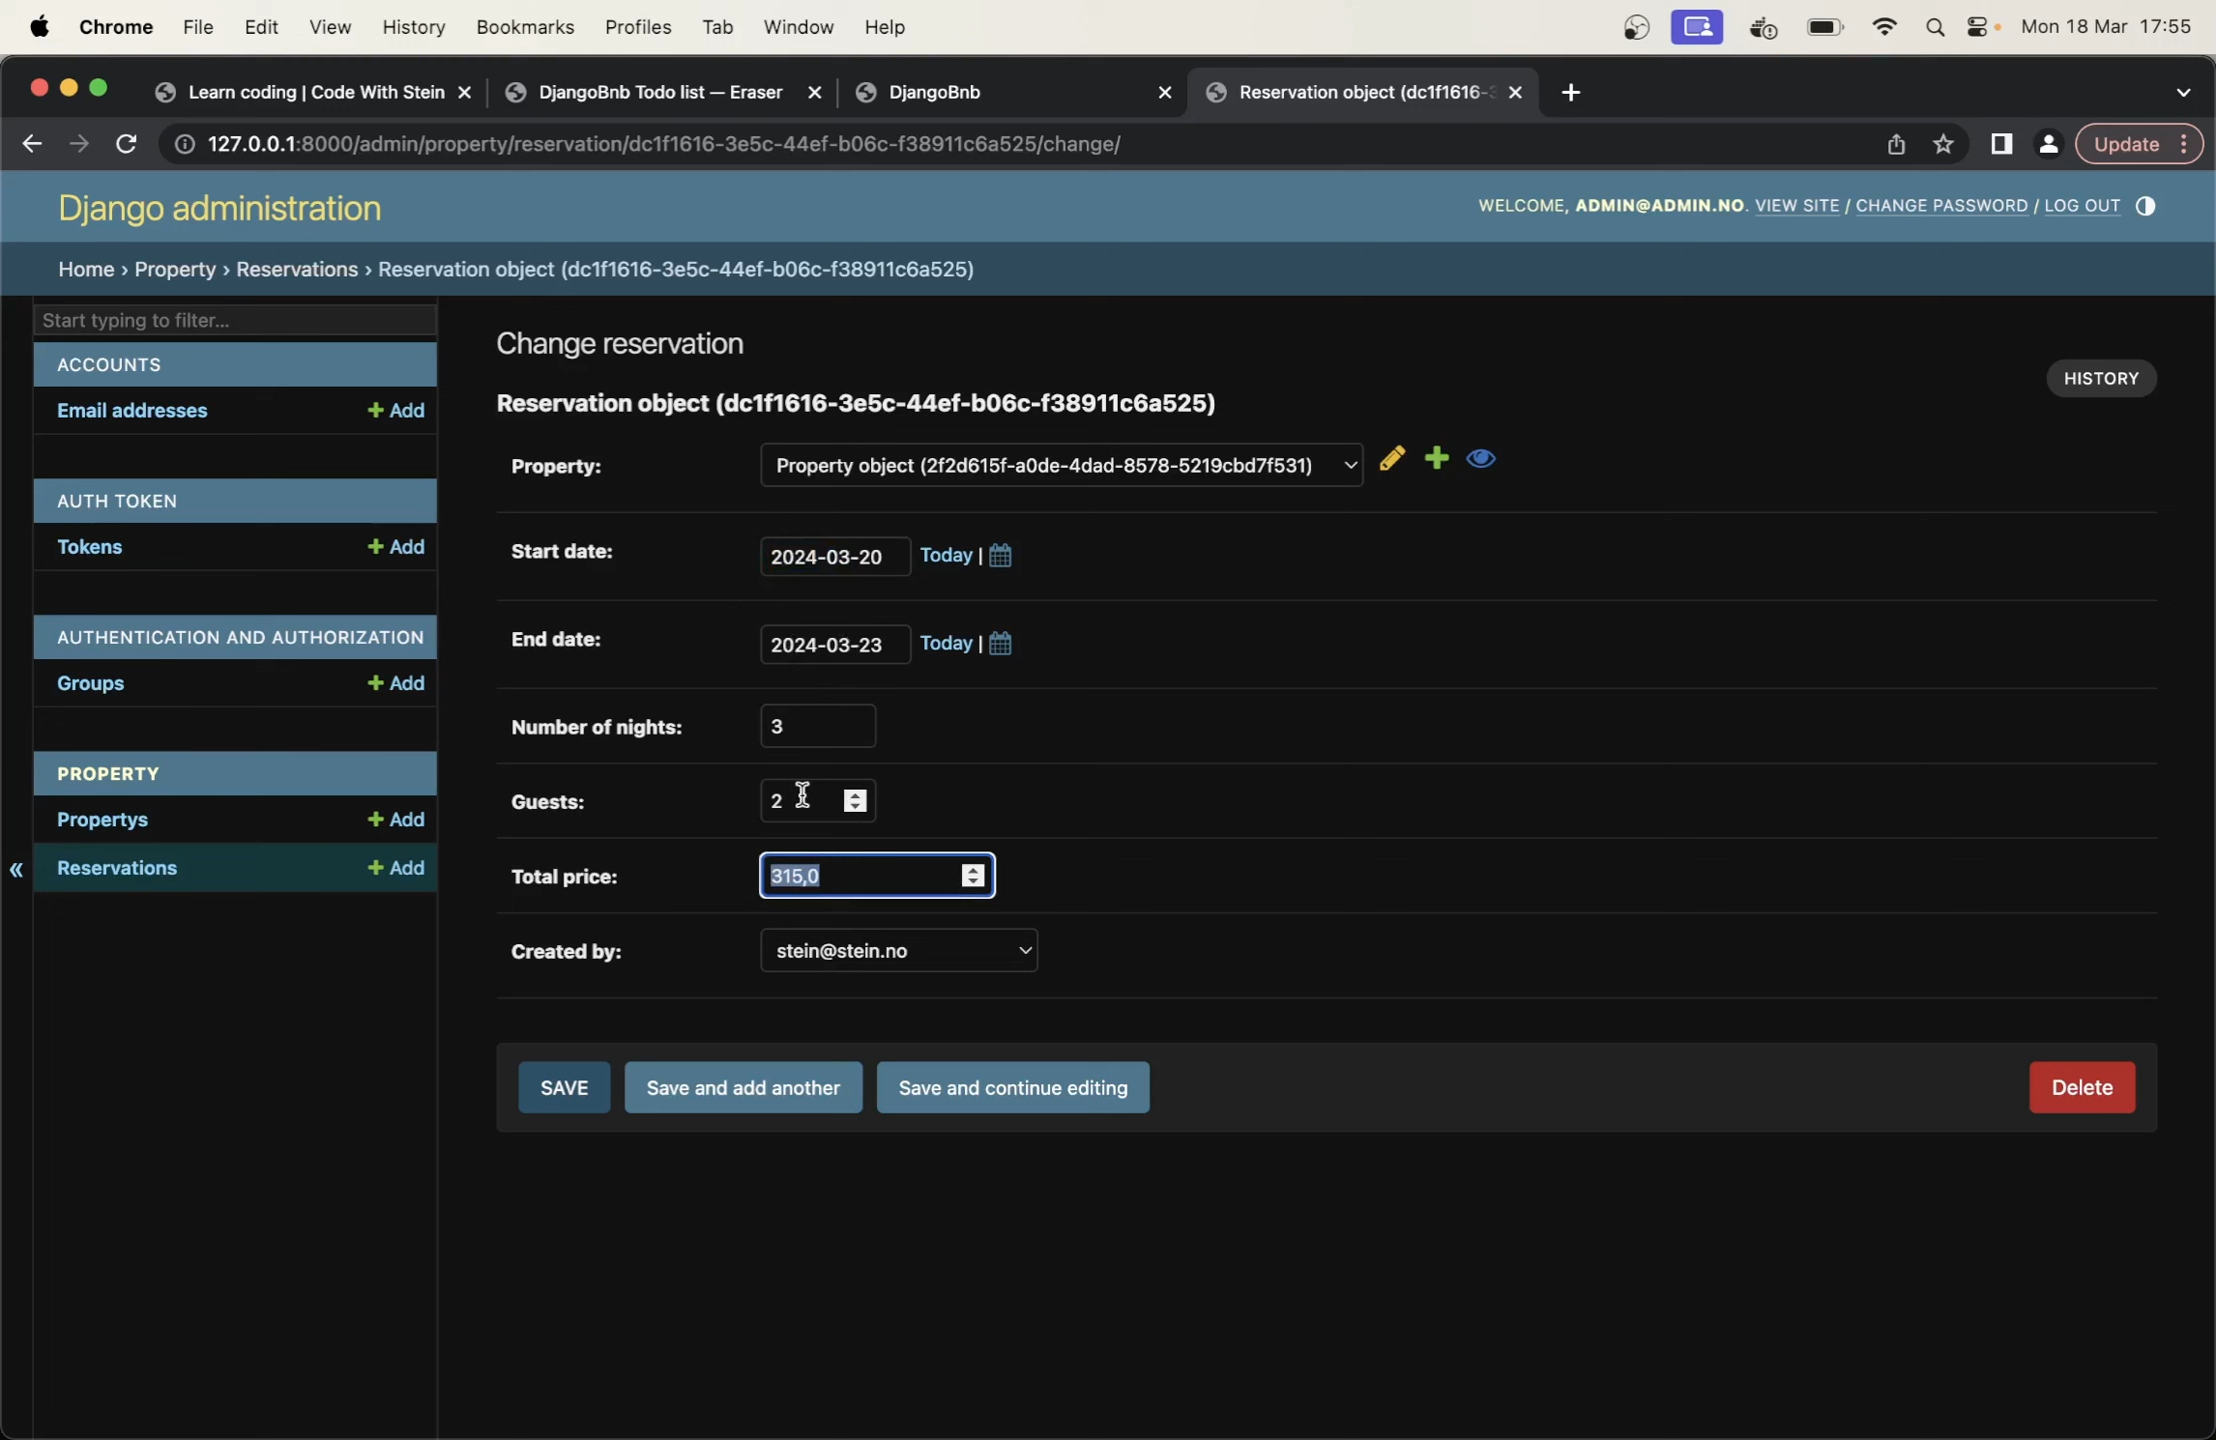 Chrome File Edit View History Bookmarks Profiles Tab Window Help Mon 18 Mar 17:55
Learn coding | Code With Stein DjangoBnb Todo list — Eraser DjangoBnb Reservation object (dc1f1616-3
127.0.0.1:8000/admin/property/reservation/dc1f1616-3e5c-44ef-b06c-f38911c6a525/change/ Update
Django administration WELCOME, ADMIN@ADMIN.NO. VIEW SITE / CHANGE PASSWORD / LOG OUT
Home › Property › Reservations › Reservation object (dc1f1616-3e5c-44ef-b06c-f38911c6a525)
Start typing to filter...
ACCOUNTS
Email addresses + Add
AUTH TOKEN
Tokens + Add
AUTHENTICATION AND AUTHORIZATION
Groups + Add
PROPERTY
Propertys + Add
Reservations + Add
«
Change reservation
HISTORY
Reservation object (dc1f1616-3e5c-44ef-b06c-f38911c6a525)
Property: Property object (2f2d615f-a0de-4dad-8578-5219cbd7f531)
Start date: 2024-03-20 Today |
End date: 2024-03-23 Today |
Number of nights: 3
Guests: 2
Total price: 315,0
Created by: stein@stein.no
SAVE Save and add another Save and continue editing Delete